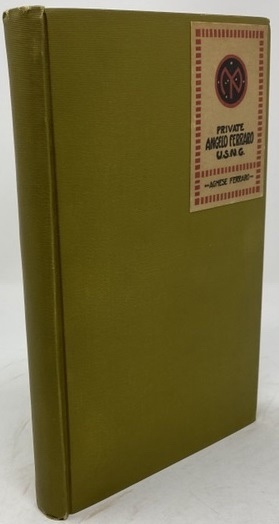 PRIVATE
ANGELO FERRARO
U.S.N.G.
—AGNESE FERRARO—